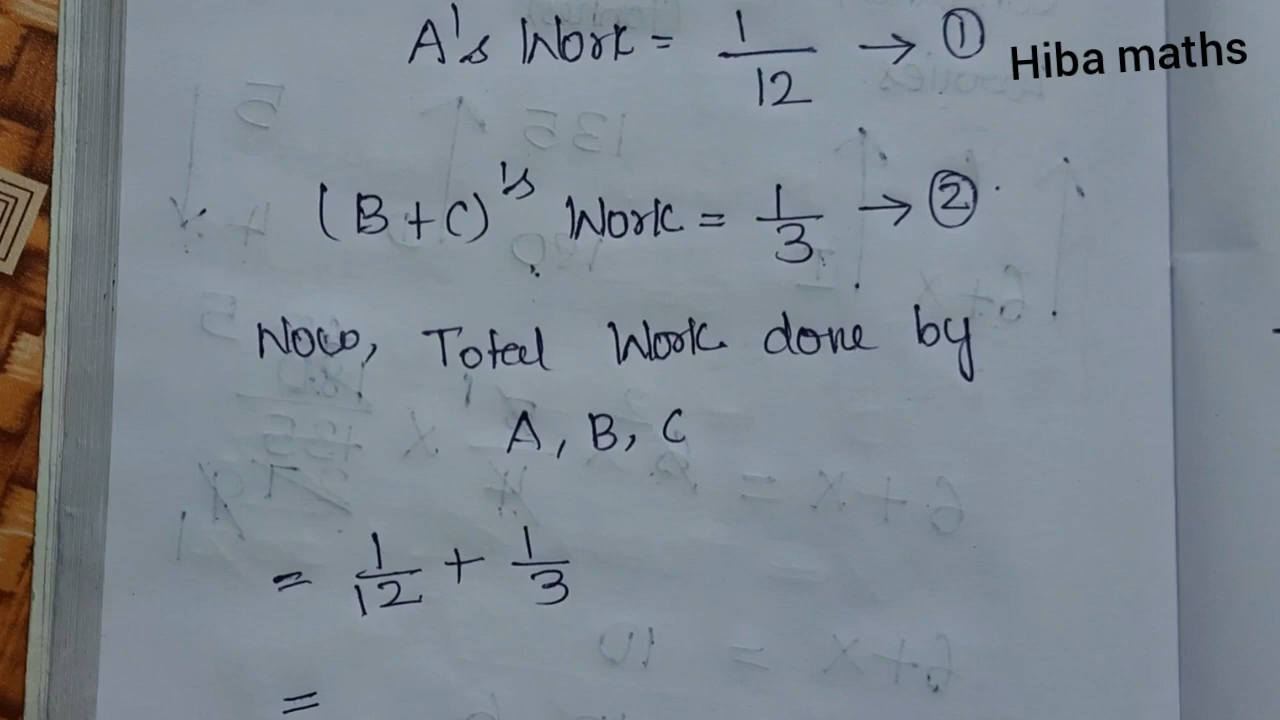 A's Work = 1/12 → ①
Hiba maths
(B+C)'s Work = 1/3 → ②
Now, Total Work done by
A, B, C
= 1/12 + 1/3
=